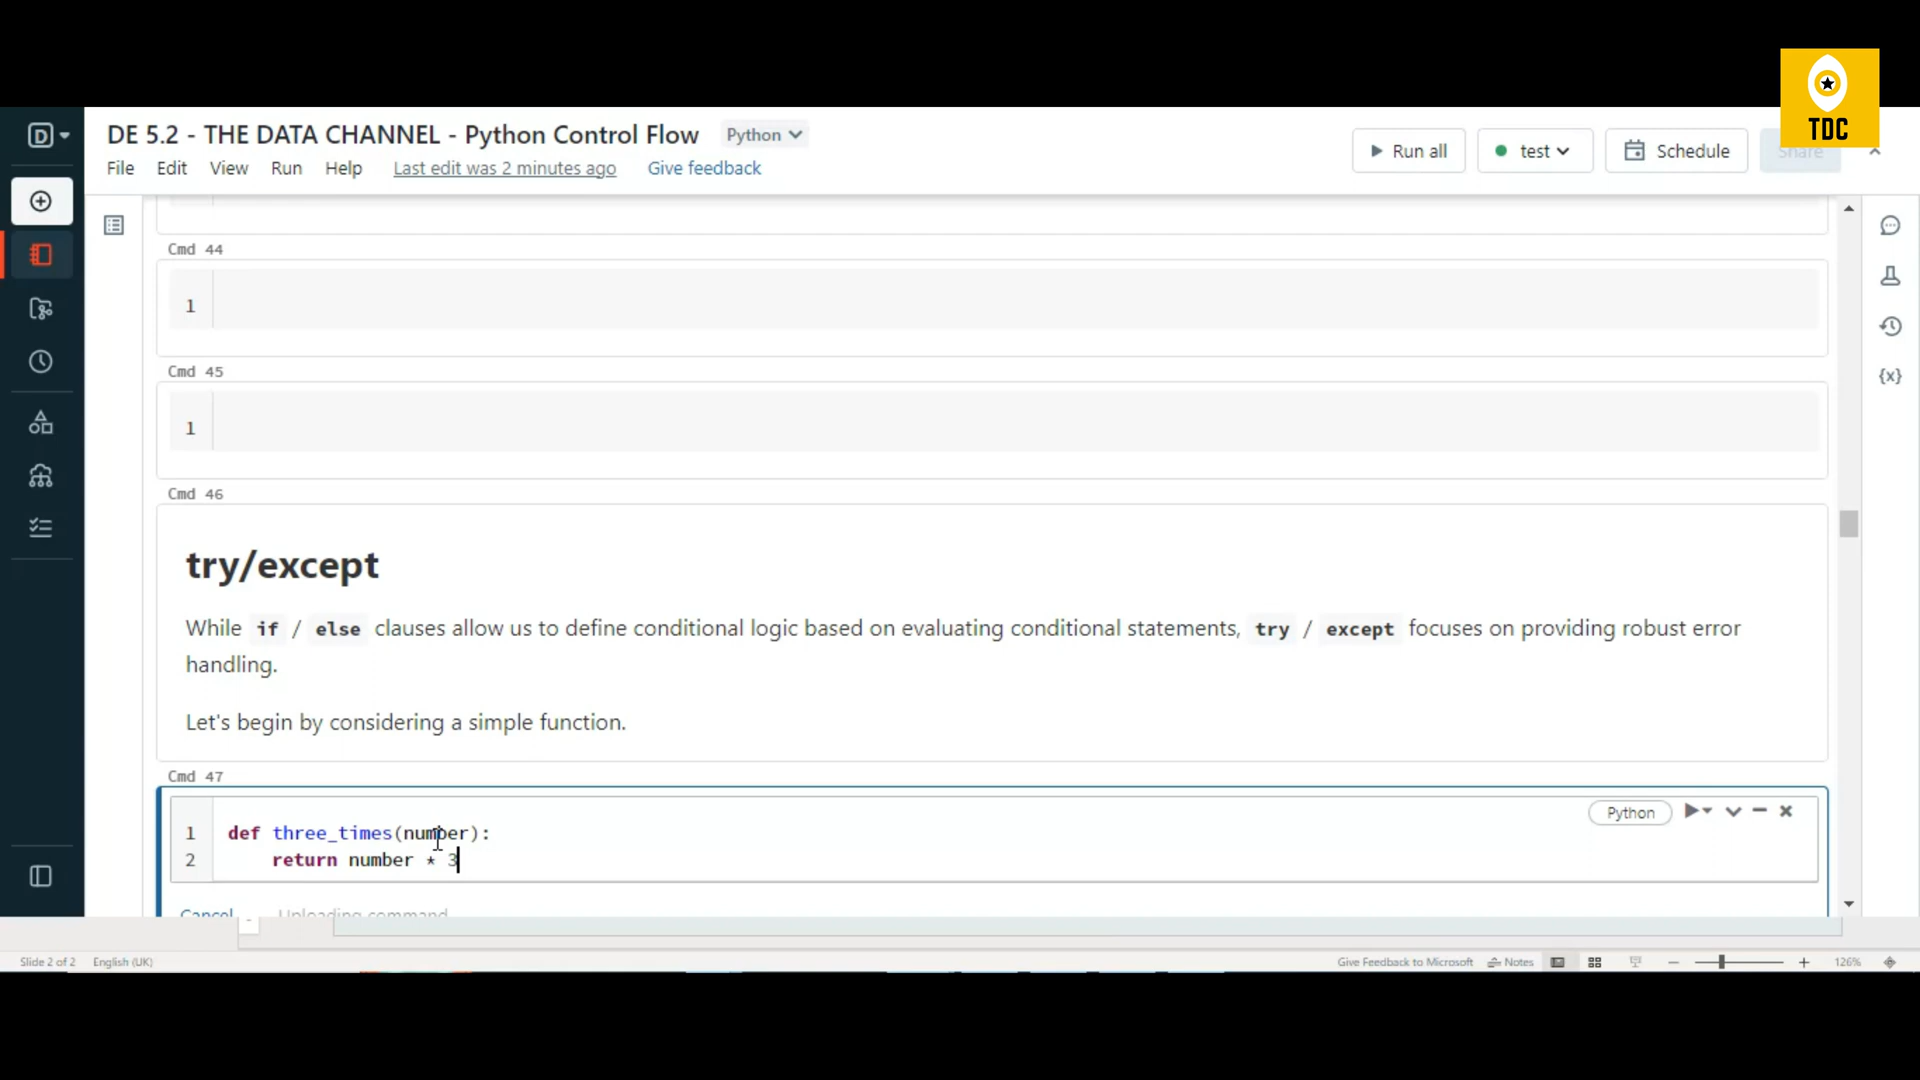 TDC
D
DE 5.2 - THE DATA CHANNEL - Python Control Flow Python
File Edit View Run Help Last edit was 2 minutes ago Give feedback
Run all test Schedule Share
Cmd 44
1
Cmd 45
1
Cmd 46
try/except
While if / else clauses allow us to define conditional logic based on evaluating conditional statements, try / except focuses on providing robust error
handling.
Let's begin by considering a simple function.
Cmd 47
Python
1 def three_times(number):
2 return number * 3
Cancel Uploading command
Slide 2 of 2 English (UK) Give Feedback to Microsoft Notes 126%
{x}